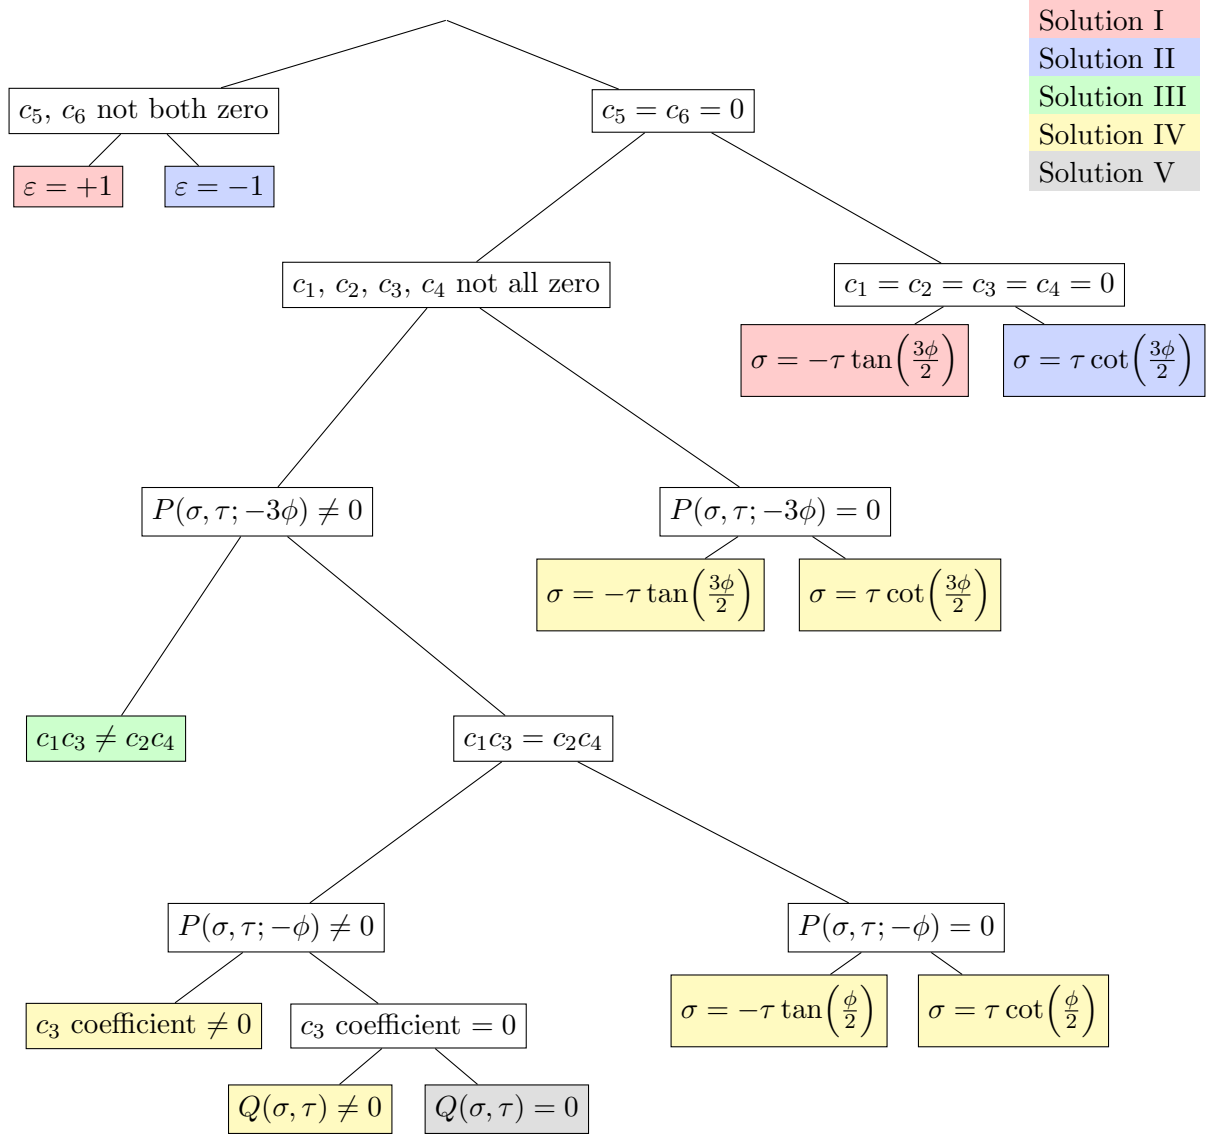 Solution I
Solution II
Solution III
Solution IV
Solution V
c₅, c₆ not both zero
c₅ = c₆ = 0
ε = +1
ε = −1
c₁, c₂, c₃, c₄ not all zero
c₁ = c₂ = c₃ = c₄ = 0
σ = −τ tan(3φ/2)
σ = τ cot(3φ/2)
P(σ, τ; −3φ) ≠ 0
P(σ, τ; −3φ) = 0
σ = −τ tan(3φ/2)
σ = τ cot(3φ/2)
c₁c₃ ≠ c₂c₄
c₁c₃ = c₂c₄
P(σ, τ; −φ) ≠ 0
P(σ, τ; −φ) = 0
c₃ coefficient ≠ 0
c₃ coefficient = 0
σ = −τ tan(φ/2)
σ = τ cot(φ/2)
Q(σ, τ) ≠ 0
Q(σ, τ) = 0